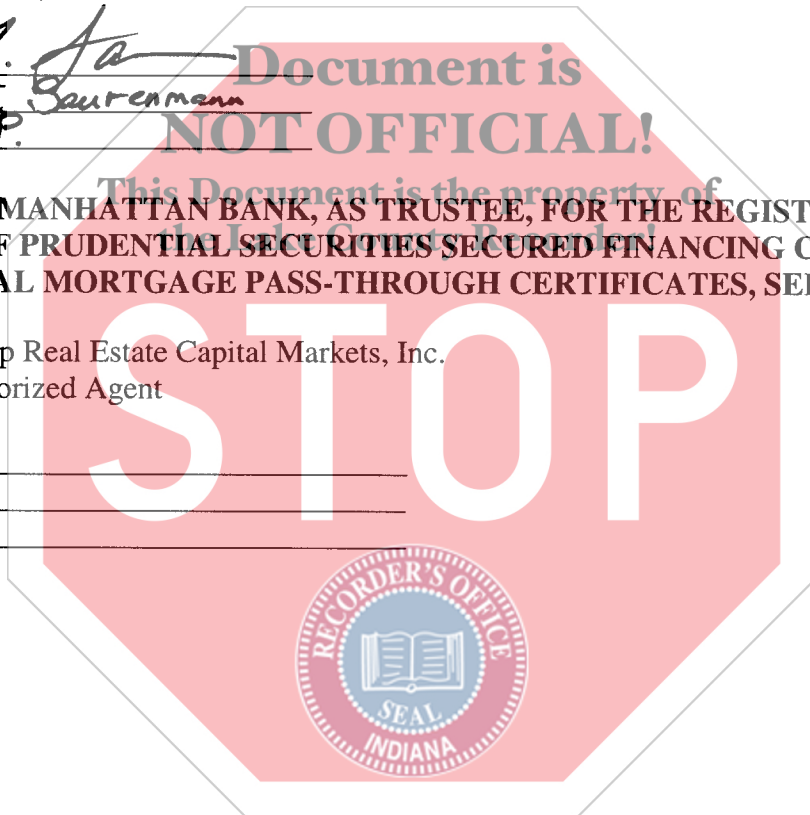 Document is
Baurenmann
P.
NOT OFFICIAL!
This Document is the property of
the Lake County Recorder!
MANHATTAN BANK, AS TRUSTEE, FOR THE REGIST
F PRUDENTIAL SECURITIES SECURED FINANCING C
AL MORTGAGE PASS-THROUGH CERTIFICATES, SE
p Real Estate Capital Markets, Inc.
orized Agent
STOP
RECORDER'S OFFICE
SEAL
INDIANA